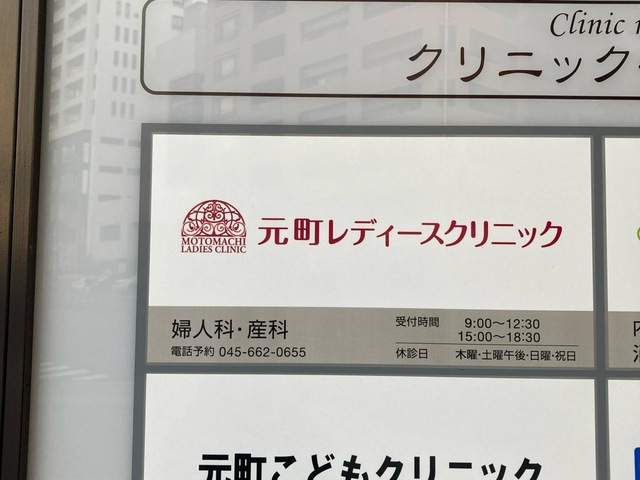 Clinic
クリニック
MOTOMACHI
LADIES CLINIC
元町レディースクリニック
婦人科・産科
電話予約 045-662-0655
受付時間 9:00〜12:30
15:00〜18:30
休診日 木曜・土曜午後・日曜・祝日
元町こどもクリニック